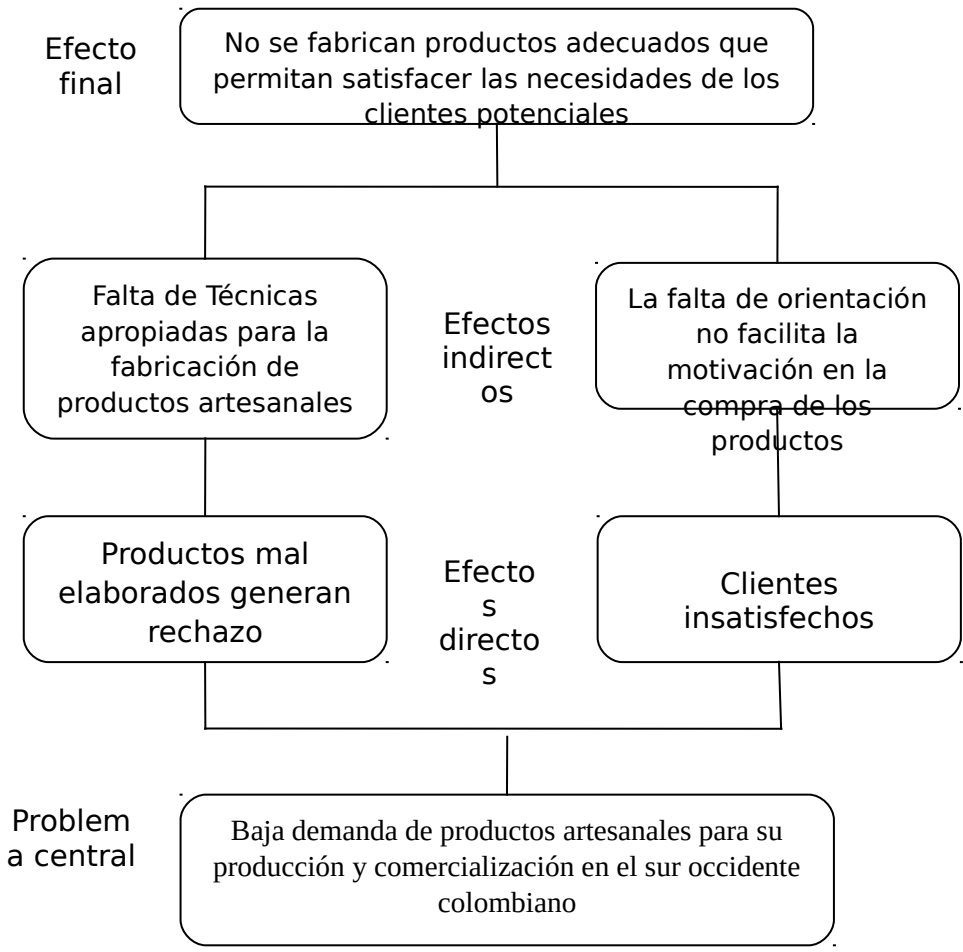 Efecto
final
No se fabrican productos adecuados que
permitan satisfacer las necesidades de los
clientes potenciales
Falta de Técnicas
apropiadas para la
fabricación de
productos artesanales
Efectos
indirect
os
La falta de orientación
no facilita la
motivación en la
compra de los
productos
Productos mal
elaborados generan
rechazo
Efecto
s
directo
s
Clientes
insatisfechos
Problem
a central
Baja demanda de productos artesanales para su
producción y comercialización en el sur occidente
colombiano